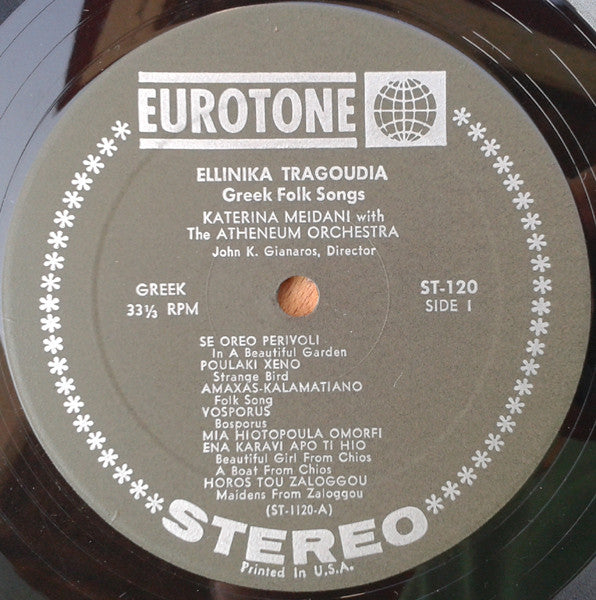 EUROTONE
ELLINIKA TRAGOUDIA
Greek Folk Songs
KATERINA MEIDANI with
The ATHENEUM ORCHESTRA
John K. Gianaros, Director
GREEK
33⅓ RPM
ST-120
SIDE I
SE OREO PERIVOLI
In A Beautiful Garden
POULAKI XENO
Strange Bird
AMAXAS-KALAMATIANO
Folk Song
VOSPORUS
Bosporus
MIA HIOTOPOULA OMORFI
ENA KARAVI APO TI HIO
Beautiful Girl From Chios
A Boat From Chios
HOROS TOU ZALOGGOU
Maidens From Zaloggou
(ST-1120-A)
STEREO
Printed In U.S.A.